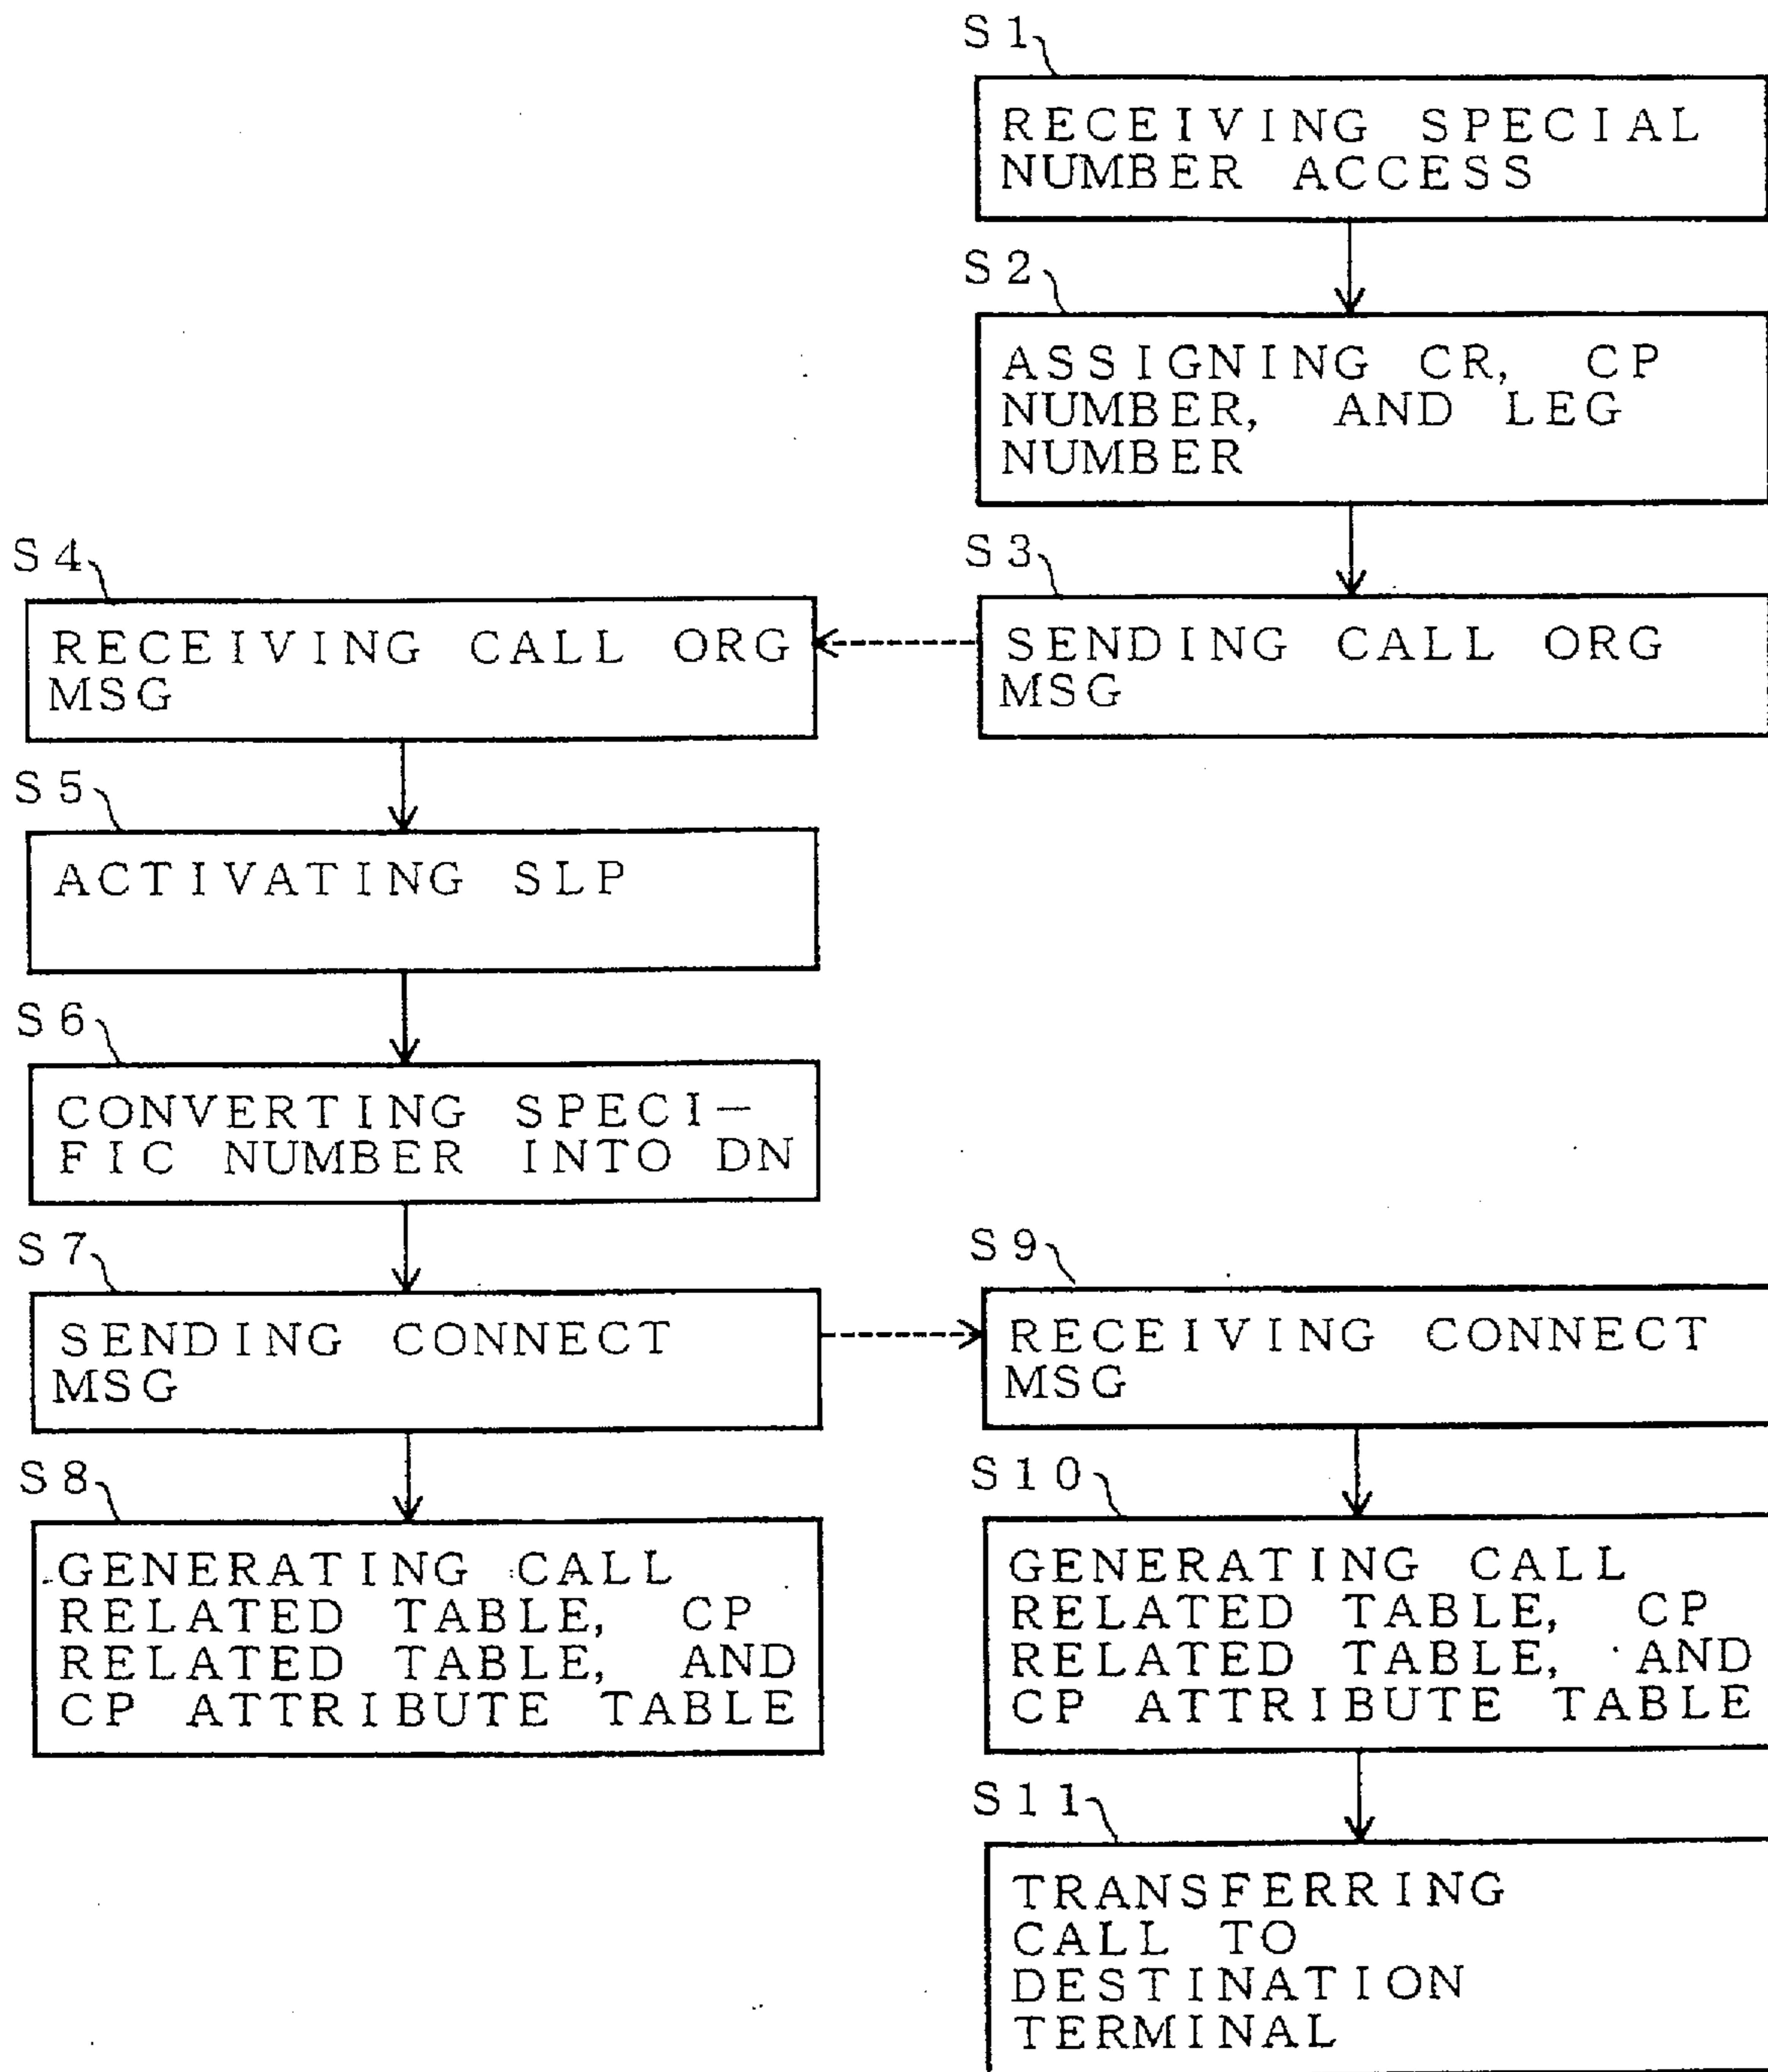 S1
RECEIVING SPECIAL
NUMBER ACCESS
S2
ASSIGNING CR, CP
NUMBER, AND LEG
NUMBER
S3
SENDING CALL ORG
MSG
S4
RECEIVING CALL ORG
MSG
S5
ACTIVATING SLP
S6
CONVERTING SPECI-
FIC NUMBER INTO DN
S7
SENDING CONNECT
MSG
S8
GENERATING CALL
RELATED TABLE, CP
RELATED TABLE, AND
CP ATTRIBUTE TABLE
S9
RECEIVING CONNECT
MSG
S10
GENERATING CALL
RELATED TABLE, CP
RELATED TABLE, AND
CP ATTRIBUTE TABLE
S11
TRANSFERRING
CALL TO
DESTINATION
TERMINAL